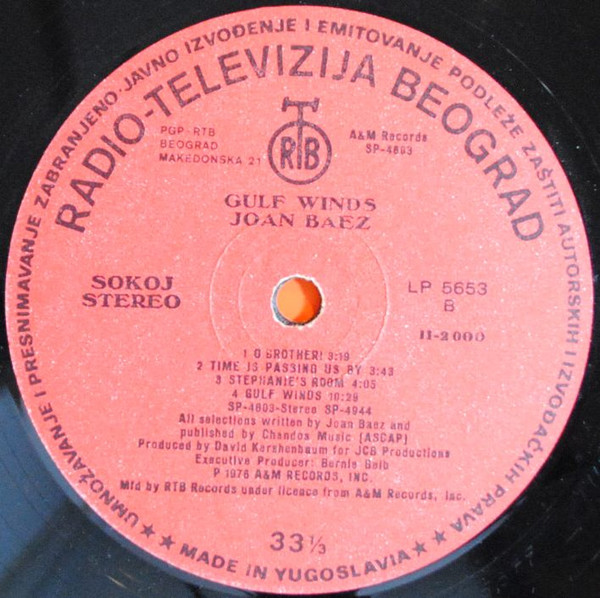 UMNOŽAVANJE I PRESNIMAVANJE ZABRANJENO · JAVNO IZVOĐENJE I EMITOVANJE PODLEŽE ZAŠTITI AUTORSKIH I IZVOĐAČKIH PRAVA
RADIO-TELEVIZIJA BEOGRAD
PGP - RTB
BEOGRAD
MAKEDONSKA 21
RTB
A&M Records
SP-4603
GULF WINDS
JOAN BAEZ
SOKOJ
STEREO
LP 5653
B
II-2000
1 O BROTHER! 3:19
2 TIME IS PASSING US BY 3:43
3 STEPHANIE'S ROOM 4:05
4 GULF WINDS 10:29
SP-4603-Stereo SP-4944
All selections written by Joan Baez and
published by Chandos Music [ASCAP]
Produced by David Kershenbaum for JCB Productions
Executive Producer: Bernie Gelb
P 1976 A&M RECORDS, INC.
Mfd by RTB Records under licence from A&M Records, Inc.
33 1/3
★★ MADE IN YUGOSLAVIA ★★